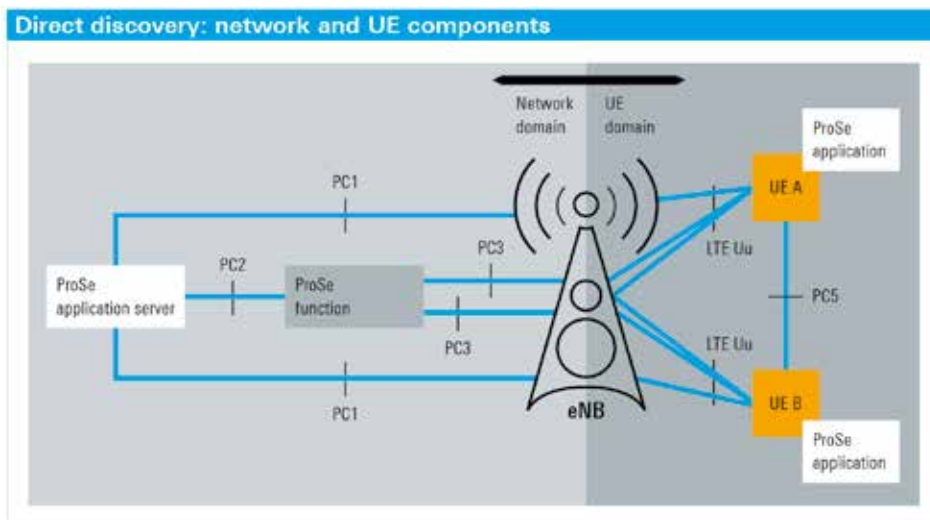 Direct discovery: network and UE components
Network
domain
UE
domain
ProSe
application
PC1
UE A
LTE Uu
PC3
PC2
ProSe
application server
ProSe
function
PC5
PC3
LTE Uu
PC1
eNB
UE B
ProSe
application